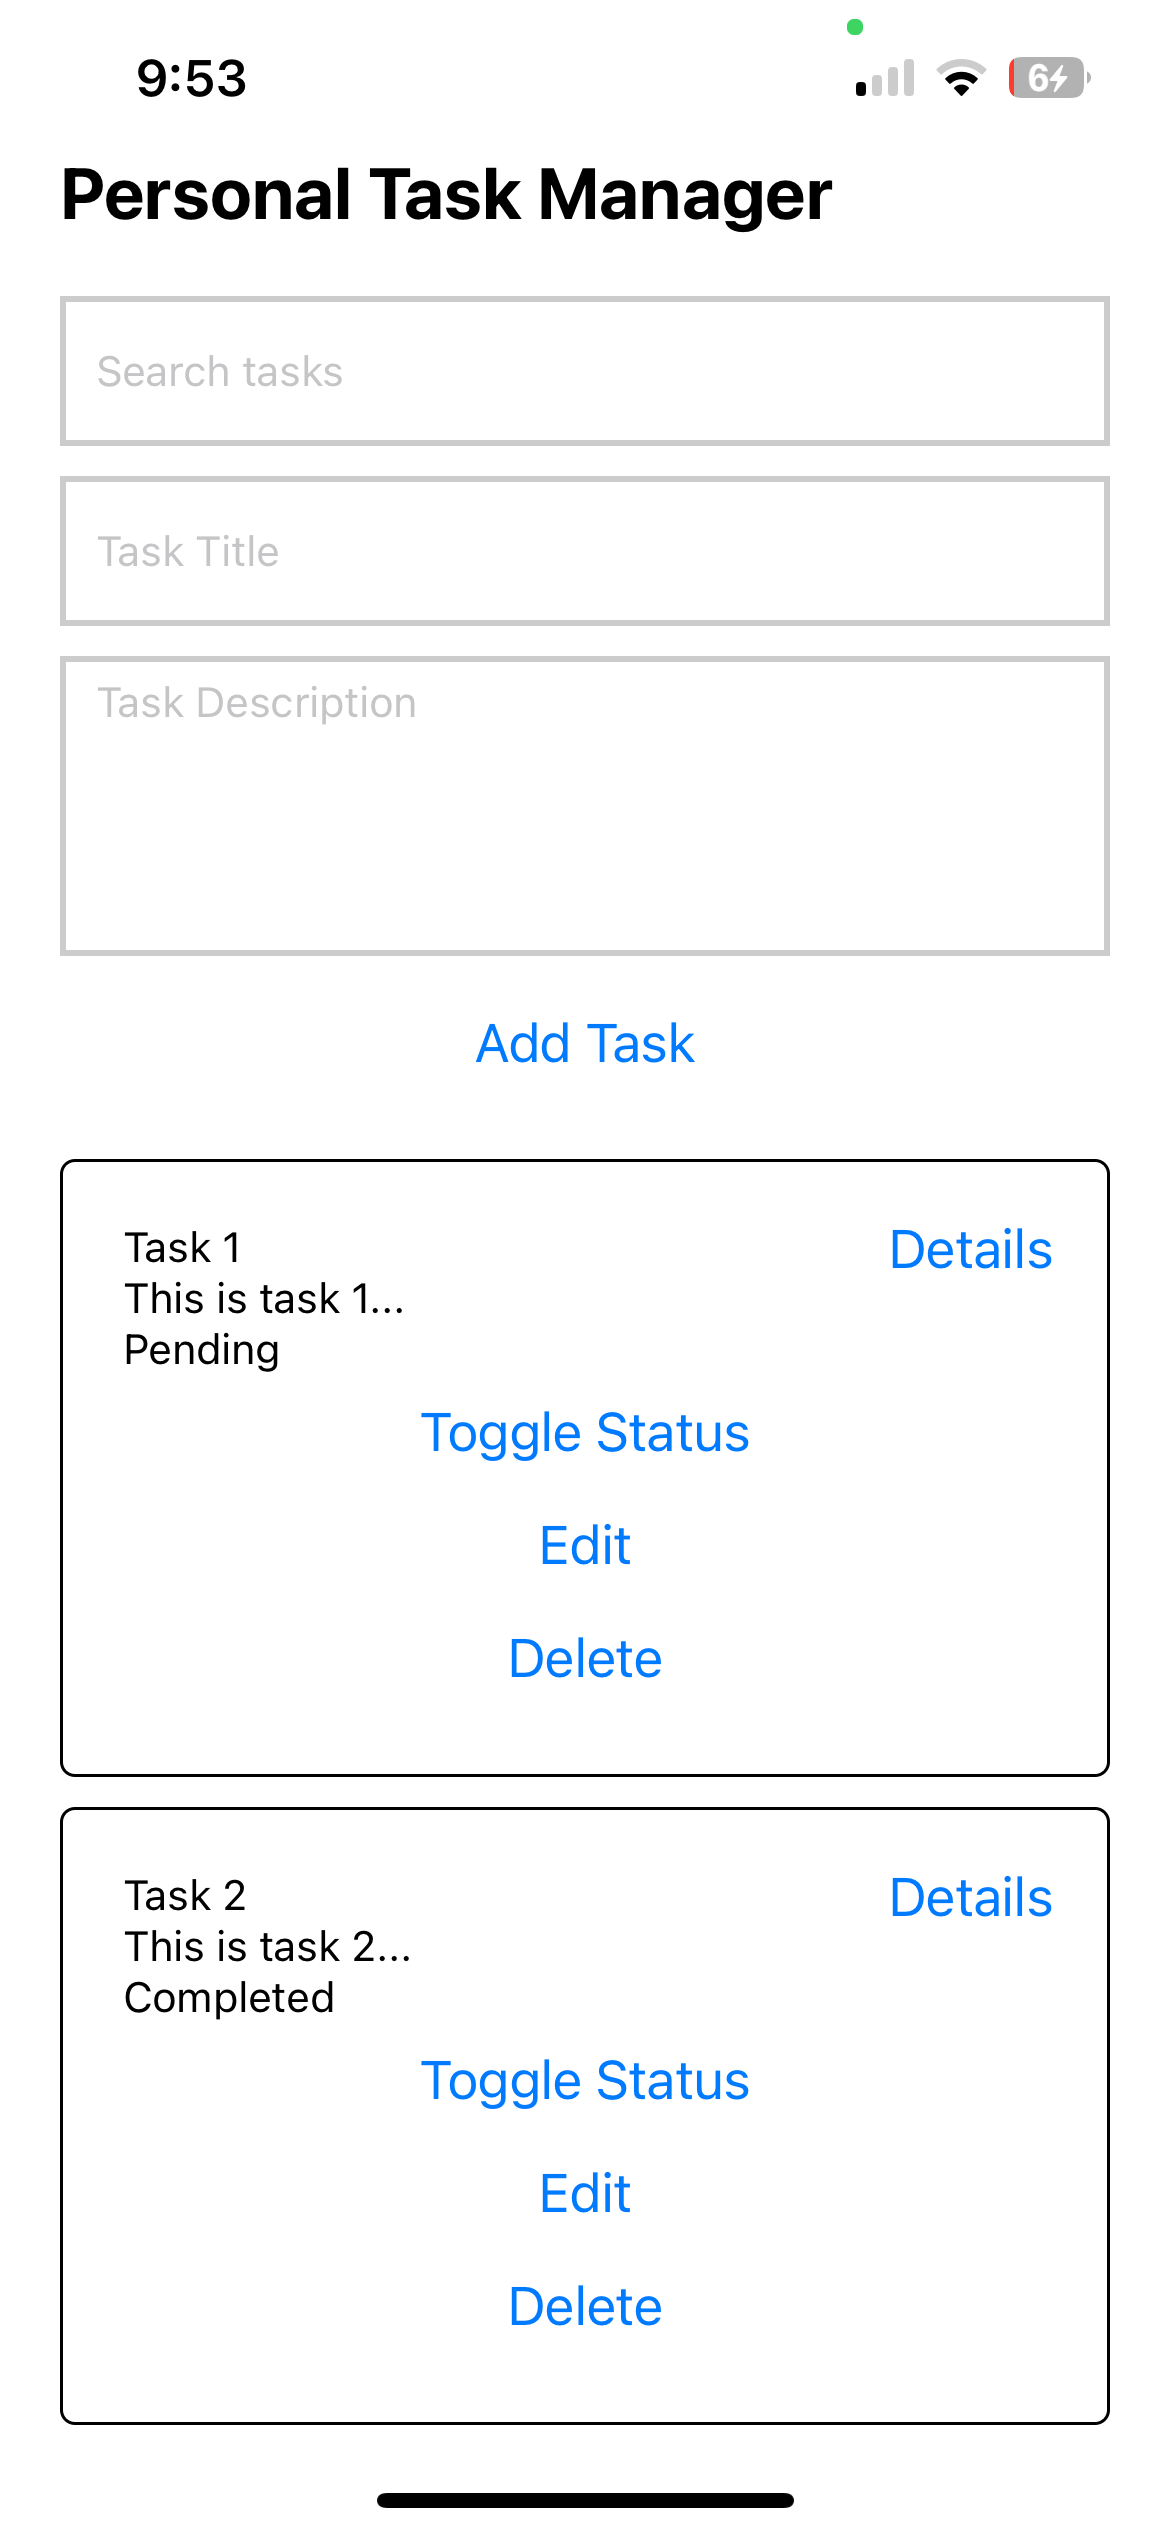 9:53
6
Personal Task Manager
Search tasks
Task Title
Task Description
Add Task
Task 1
Details
This is task 1...
Pending
Toggle Status
Edit
Delete
Task 2
Details
This is task 2...
Completed
Toggle Status
Edit
Delete